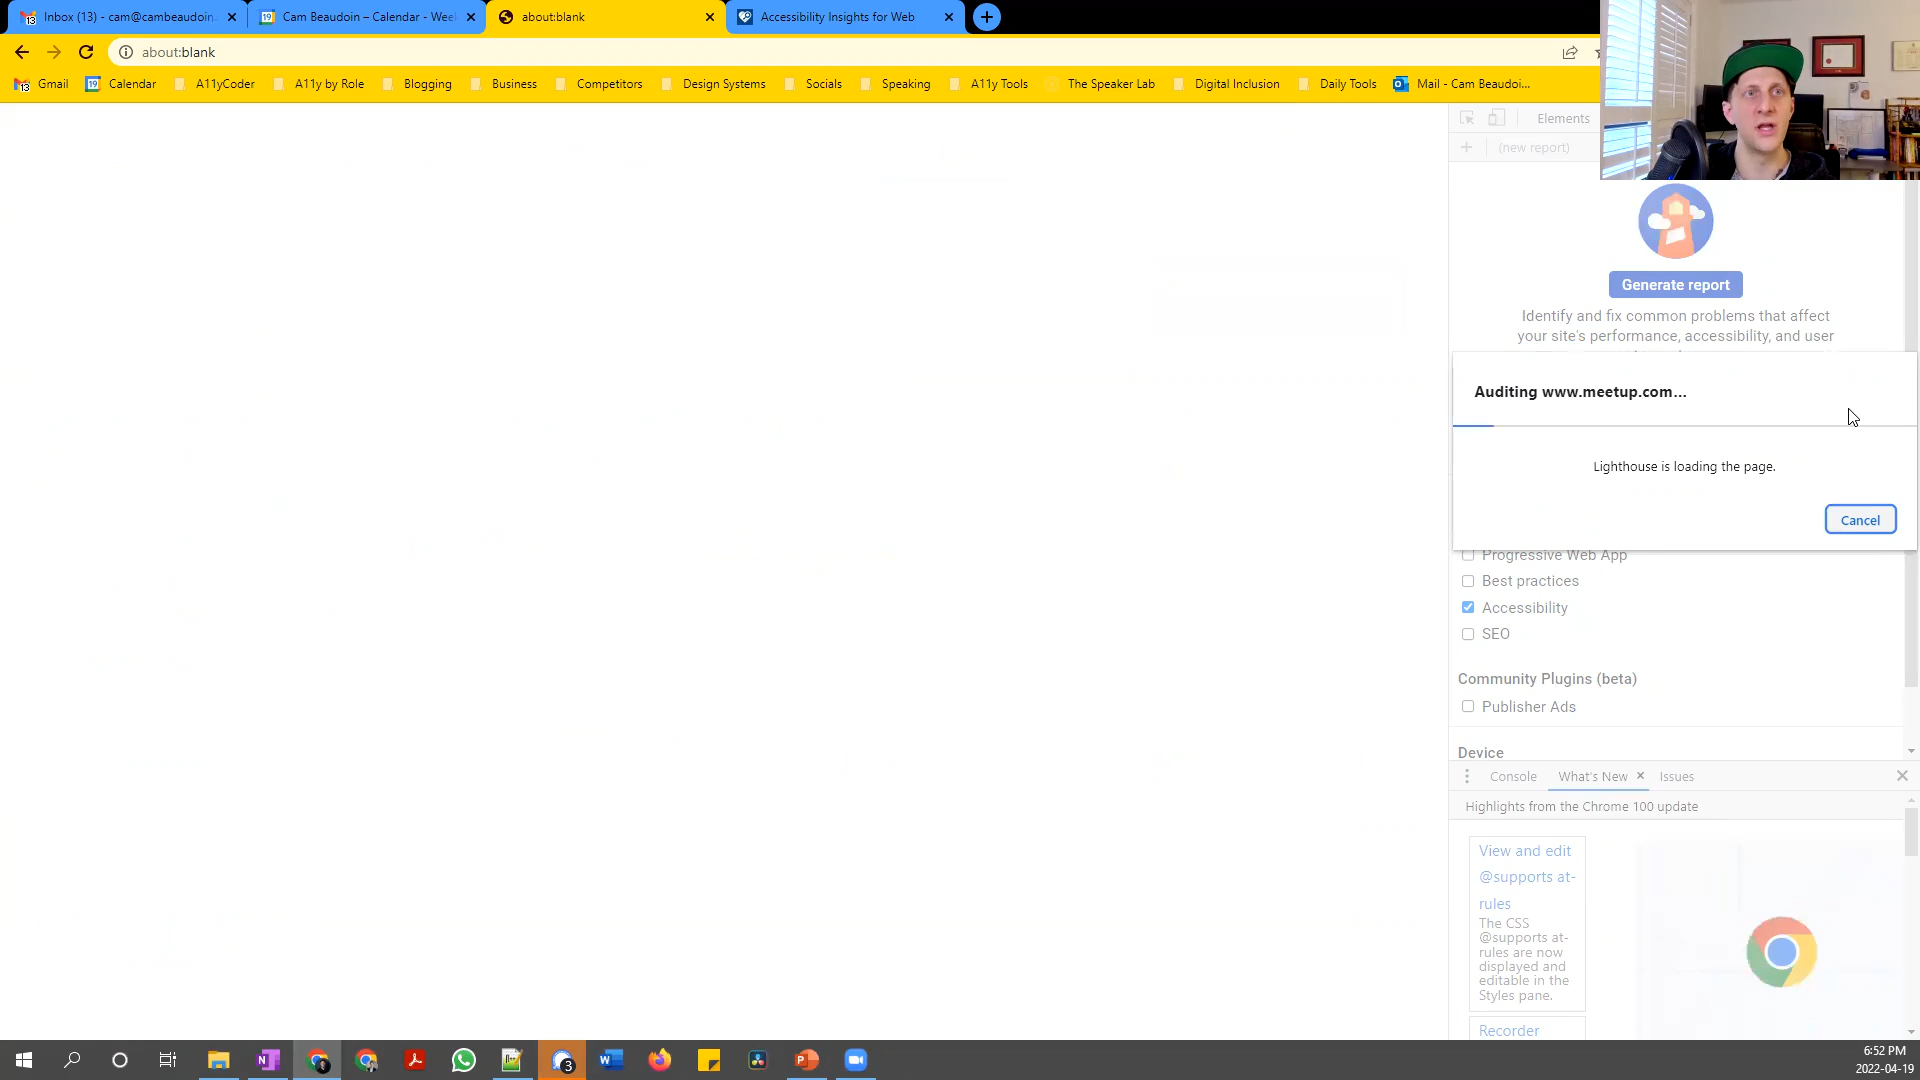 Inbox (13) - cam@cambeaudoin.
Cam Beaudoin – Calendar - Week
about:blank
Accessibility Insights for Web
about:blank
Gmail
Calendar
A11yCoder
A11y by Role
Blogging
Business
Competitors
Design Systems
Socials
Speaking
A11y Tools
The Speaker Lab
Digital Inclusion
Daily Tools
Mail - Cam Beaudoi...
Elements
(new report)
Generate report
Identify and fix common problems that affect
your site's performance, accessibility, and user
Auditing www.meetup.com...
Lighthouse is loading the page.
Cancel
Progressive Web App
Best practices
Accessibility
SEO
Community Plugins (beta)
Publisher Ads
Device
Console
What's New
Issues
Highlights from the Chrome 100 update
View and edit
@supports at-
rules
The CSS
@supports at-
rules are now
displayed and
editable in the
Styles pane.
Recorder
3
6:52 PM
2022-04-19